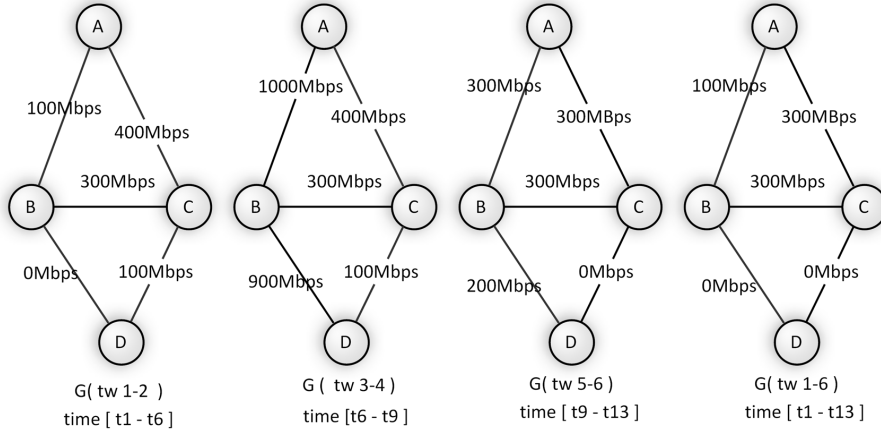 A
100Mbps
400Mbps
300Mbps
B
C
0Mbps
100Mbps
D
G( tw 1-2 )
time [ t1 - t6 ]
A
1000Mbps
400Mbps
300Mbps
B
C
900Mbps
100Mbps
D
G ( tw 3-4 )
time [t6 - t9 ]
A
300Mbps
300MBps
300Mbps
B
C
200Mbps
0Mbps
D
G( tw 5-6 )
time [ t9 - t13 ]
A
100Mbps
300MBps
300Mbps
B
C
0Mbps
0Mbps
D
G( tw 1-6 )
time [ t1 - t13 ]